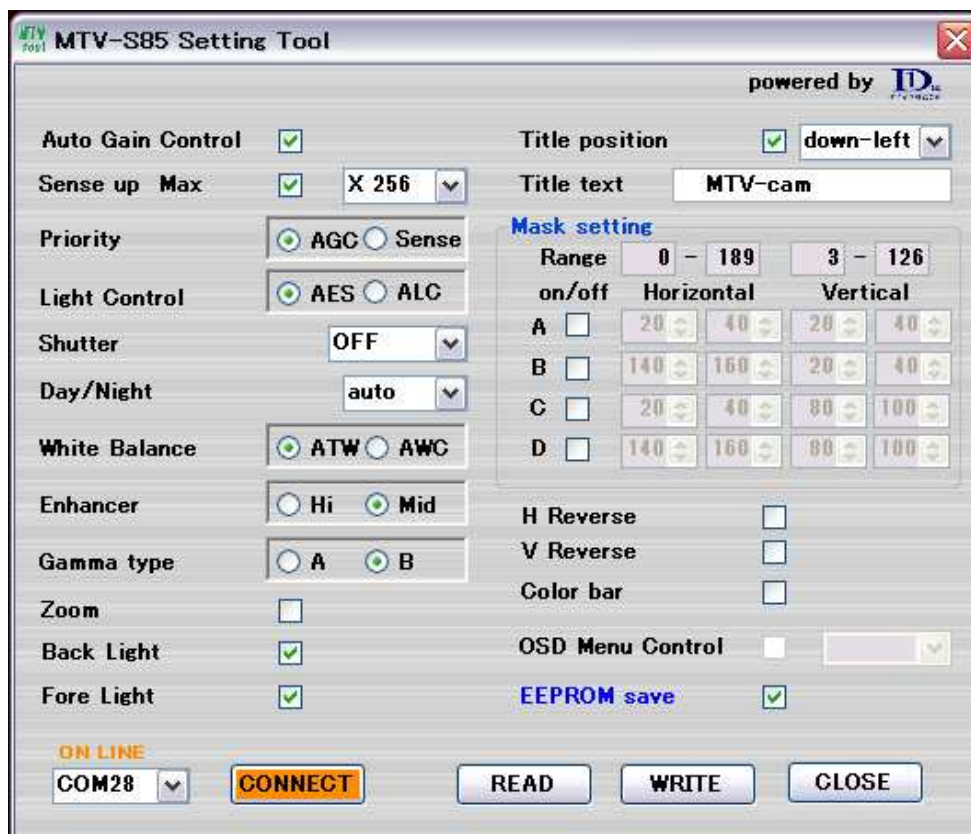 MTV-S85 Setting Tool
powered by
Auto Gain Control
Sense up Max X 256
Priority AGC Sense
Light Control AES ALC
Shutter OFF
Day/Night auto
White Balance ATW AWC
Enhancer Hi Mid
Gamma type A B
Zoom
Back Light
Fore Light
Title position down-left
Title text MTV-cam
Mask setting
Range 0 - 189 3 - 126
on/off Horizontal Vertical
A 20 40 20 40
B 140 160 20 40
C 20 40 80 100
D 140 160 80 100
H Reverse
V Reverse
Color bar
OSD Menu Control
EEPROM save
ON LINE
COM28 CONNECT READ WRITE CLOSE